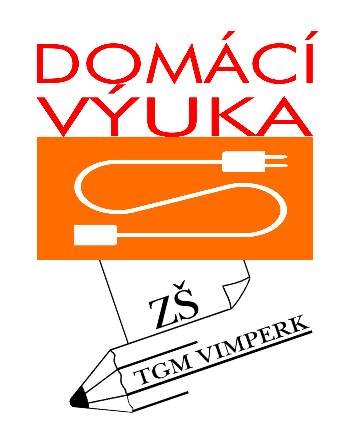 DOMÁCÍ
VÝUKA
ZŠ
TGM VIMPERK